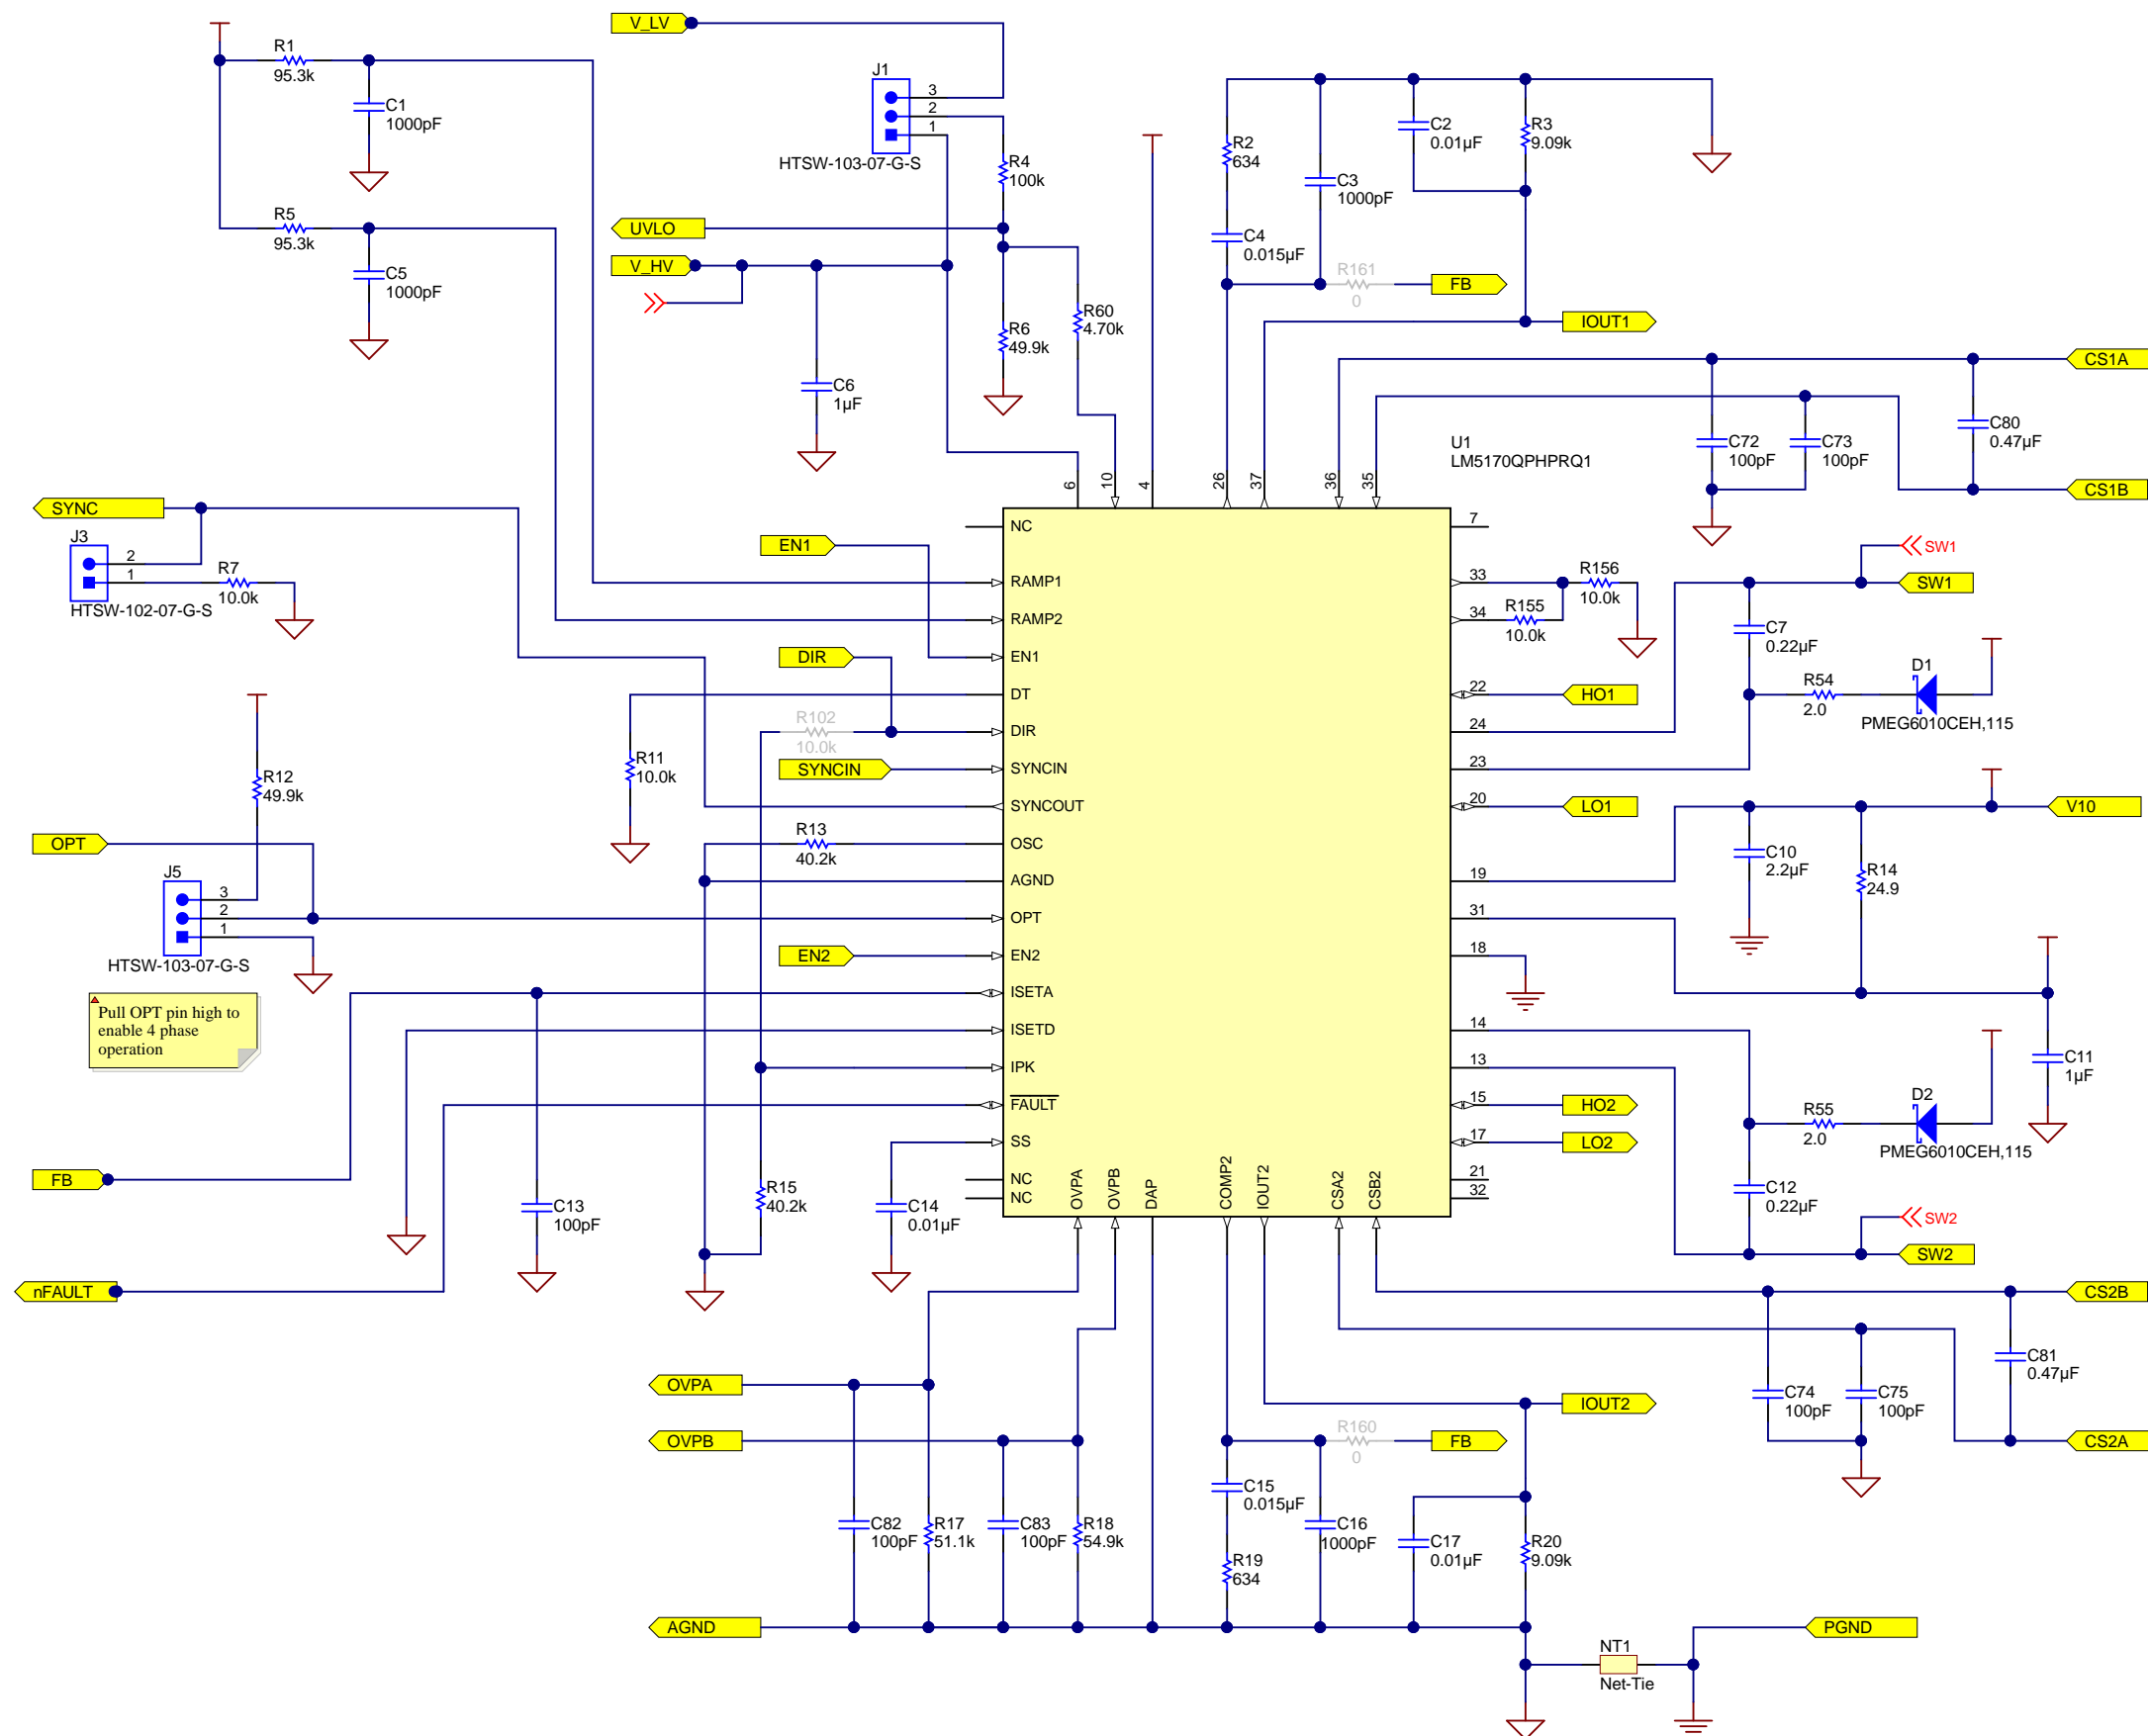 V_LV
R1
95.3k
C1
1000pF
J1
3
2
1
HTSW-103-07-G-S
R4
100k
R2
634
C3
1000pF
C2
0.01µF
R3
9.09k
R5
95.3k
C5
1000pF
UVLO
V_HV
C4
0.015µF
R161
0
FB
IOUT1
R6
49.9k
R60
4.70k
C6
1µF
CS1A
C72
100pF
C73
100pF
C80
0.47µF
CS1B
U1
LM5170QPHPRQ1
6
10
4
26
37
36
35
SYNC
J3
2
1
HTSW-102-07-G-S
R7
10.0k
EN1
NC
RAMP1
RAMP2
EN1
DT
DIR
SYNCIN
SYNCOUT
OSC
AGND
OPT
EN2
ISETA
ISETD
IPK
FAULT
SS
NC
NC
7
33
34
22
24
23
20
19
31
18
14
13
15
17
21
32
OVPA
OVPB
DAP
COMP2
IOUT2
CSA2
CSB2
R156
10.0k
R155
10.0k
SW1
SW1
C7
0.22µF
R54
2.0
D1
PMEG6010CEH,115
HO1
LO1
V10
C10
2.2µF
R14
24.9
C11
1µF
R55
2.0
D2
PMEG6010CEH,115
HO2
LO2
C12
0.22µF
SW2
SW2
DIR
R102
10.0k
SYNCIN
R11
10.0k
R13
40.2k
R12
49.9k
OPT
J5
3
2
1
HTSW-103-07-G-S
EN2
Pull OPT pin high to
enable 4 phase
operation
FB
C13
100pF
R15
40.2k
C14
0.01µF
nFAULT
CS2B
C81
0.47µF
C74
100pF
C75
100pF
CS2A
OVPA
OVPB
IOUT2
R160
0
FB
C82
100pF
R17
51.1k
C83
100pF
R18
54.9k
C15
0.015µF
C16
1000pF
R19
634
C17
0.01µF
R20
9.09k
AGND
PGND
NT1
Net-Tie